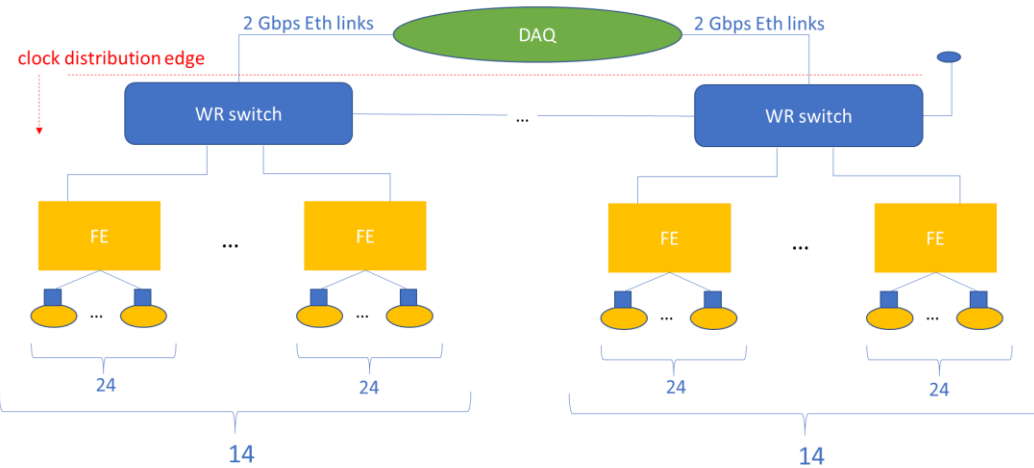 2 Gbps Eth links
DAQ
2 Gbps Eth links
clock distribution edge
WR switch
...
WR switch
FE
...
FE
FE
...
FE
...
...
...
...
24
24
24
24
14
14